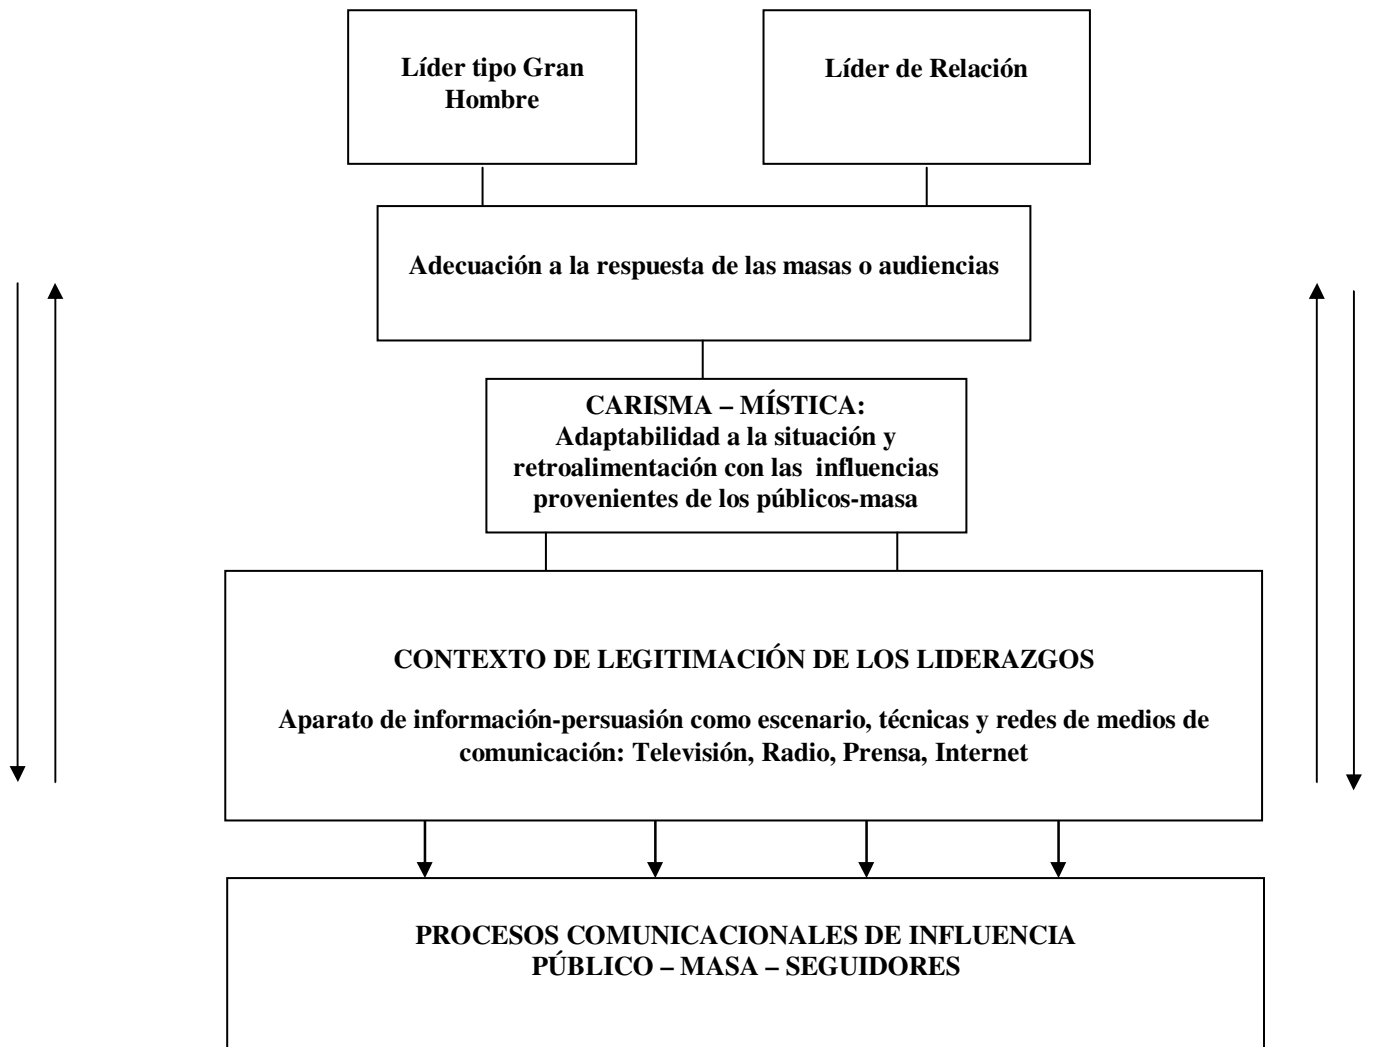 Líder tipo Gran
Hombre
Líder de Relación
Adecuación a la respuesta de las masas o audiencias
CARISMA – MÍSTICA:
Adaptabilidad a la situación y
retroalimentación con las influencias
provenientes de los públicos-masa
CONTEXTO DE LEGITIMACIÓN DE LOS LIDERAZGOS
Aparato de información-persuasión como escenario, técnicas y redes de medios de
comunicación: Televisión, Radio, Prensa, Internet
PROCESOS COMUNICACIONALES DE INFLUENCIA
PÚBLICO – MASA – SEGUIDORES